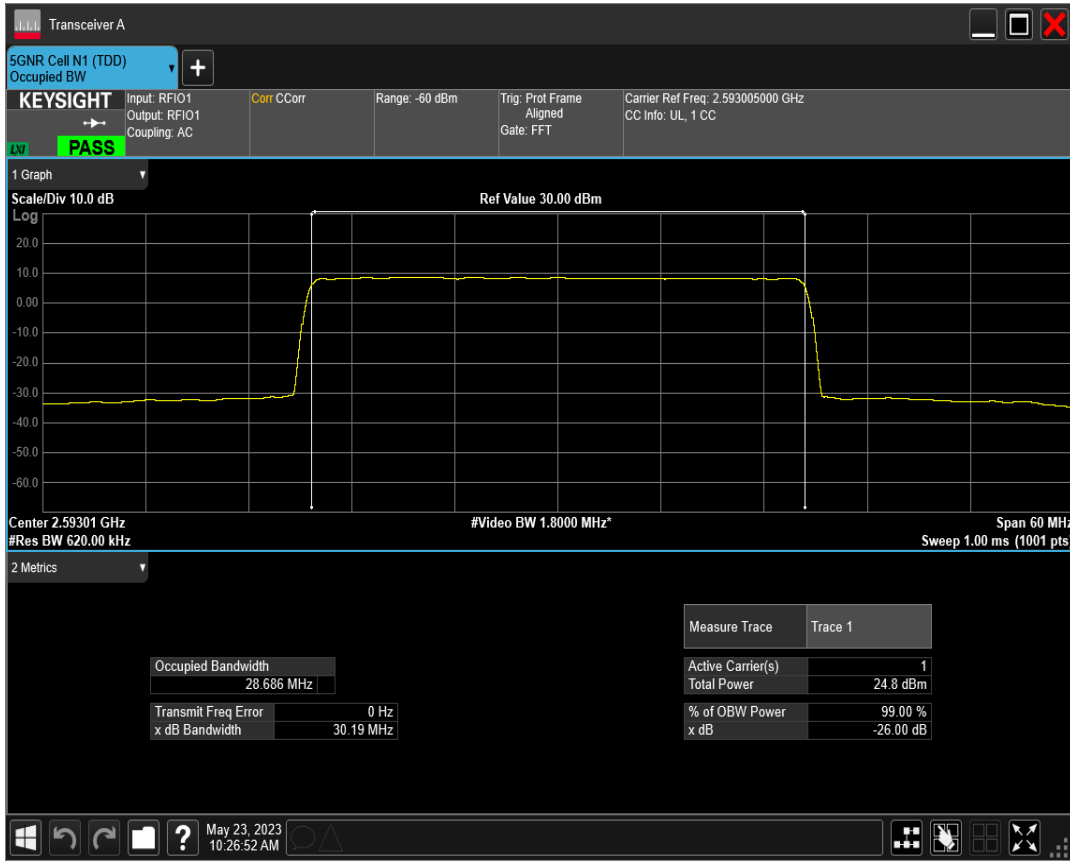 Transceiver A
5GNR Cell N1 (TDD)
Occupied BW
+
KEYSIGHT
LXI
PASS
Input: RFIO1
Output: RFIO1
Coupling: AC
Corr CCorr
Range: -60 dBm
Trig: Prot Frame
Aligned
Gate: FFT
Carrier Ref Freq: 2.593005000 GHz
CC Info: UL, 1 CC
1 Graph
Scale/Div 10.0 dB
Ref Value 30.00 dBm
Log
20.0
10.0
0.00
-10.0
-20.0
-30.0
-40.0
-50.0
-60.0
Center 2.59301 GHz
#Video BW 1.8000 MHz*
Span 60 MHz
#Res BW 620.00 kHz
Sweep 1.00 ms (1001 pts)
2 Metrics
Measure Trace Trace 1
Occupied Bandwidth
28.686 MHz
Active Carrier(s) 1
Total Power 24.8 dBm
Transmit Freq Error 0 Hz
x dB Bandwidth 30.19 MHz
% of OBW Power 99.00 %
x dB -26.00 dB
?
May 23, 2023
10:26:52 AM